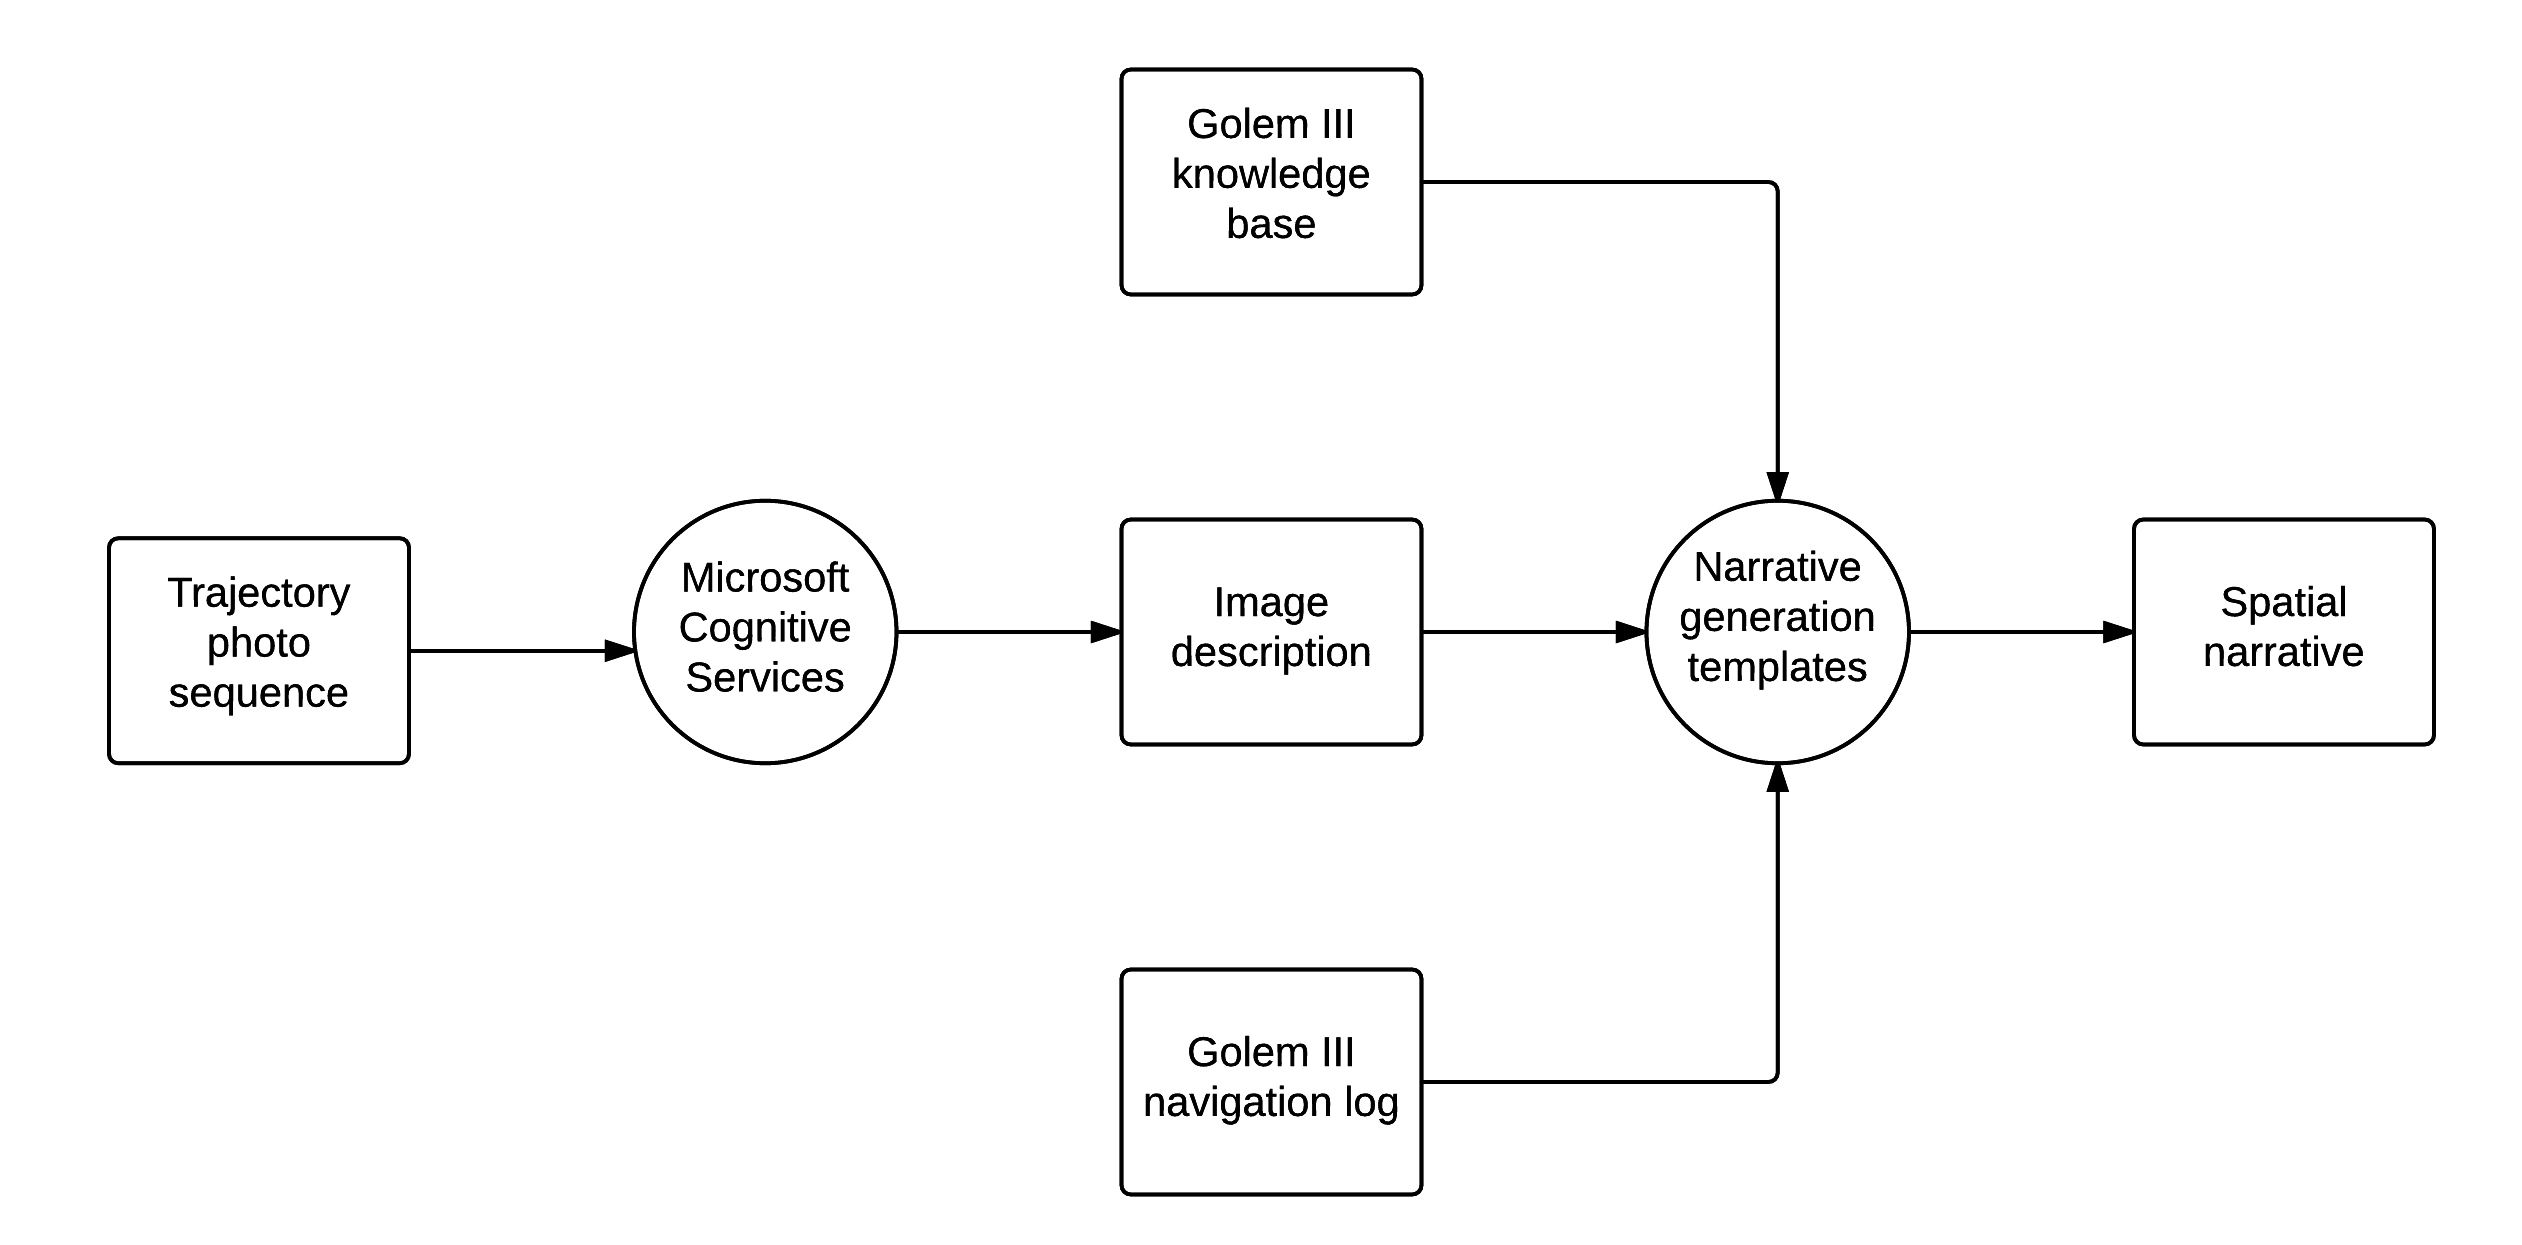 Golem III
knowledge
base
Trajectory
photo
sequence
Microsoft
Cognitive
Services
Image
description
Narrative
generation
templates
Spatial
narrative
Golem III
navigation log